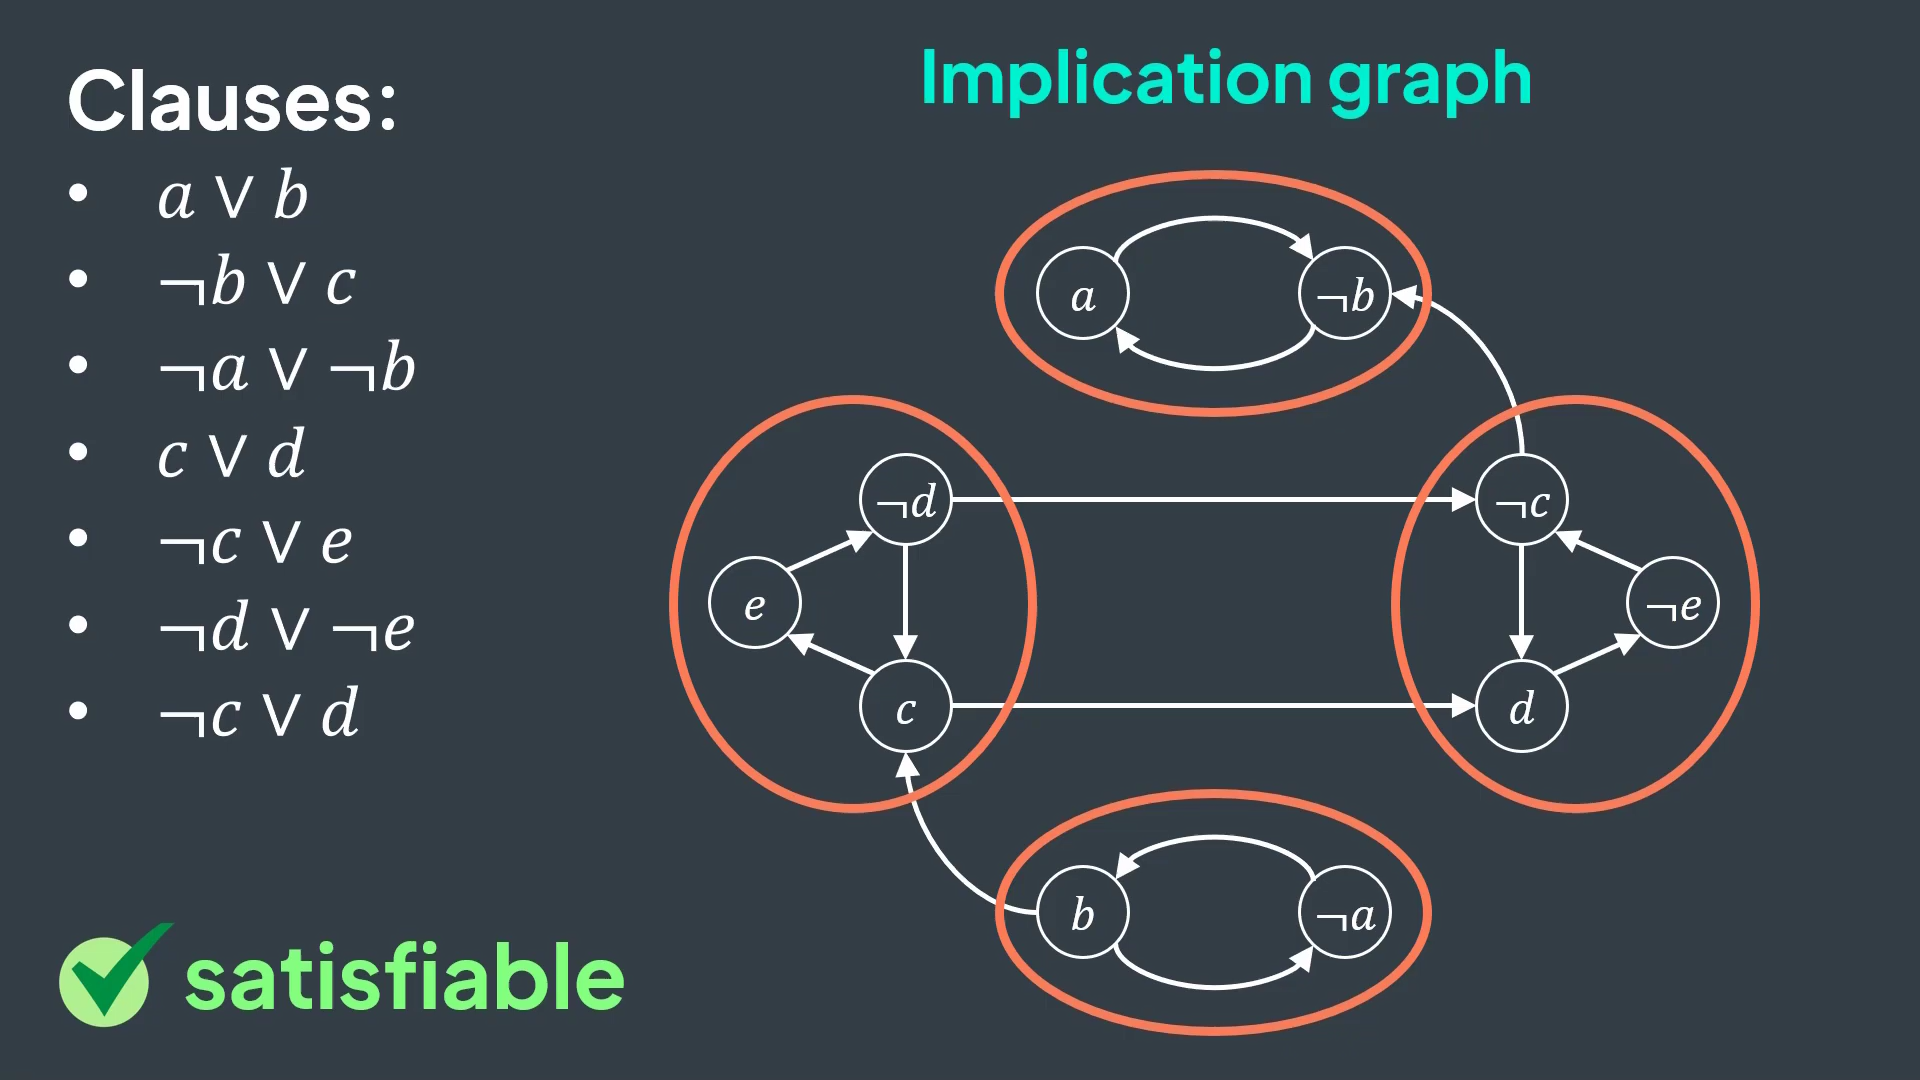 Clauses:
• a ∨ b
• ¬b ∨ c
• ¬a ∨ ¬b
• c ∨ d
• ¬c ∨ e
• ¬d ∨ ¬e
• ¬c ∨ d
satisfiable
Implication graph
a
¬b
¬d
¬c
e
¬e
c
d
b
¬a